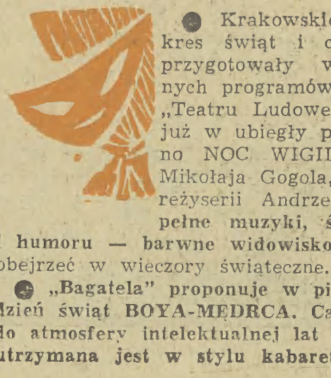 ● Krakowskie
kres świąt i
przygotowały
nych programów
„Teatru Ludowe
już w ubiegły
no NOC WIGIL
Mikołaja Gogola,
reżyserii Andrze
pełne muzyki,
i humoru — barwne widowisko
obejrzeć w wieczory świąteczne.
● „Bagatela” proponuje w pi
dzień świąt BOYA-MĘDRCA. Ca
do atmosfery intelektualnej lat
utrzymana jest w stylu kabaret